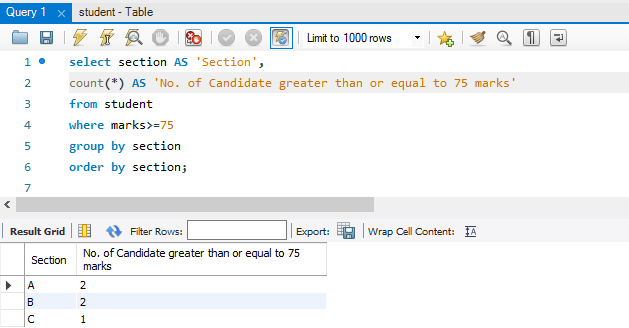 Query 1 × student - Table
Limit to 1000 rows
1 select section AS 'Section',
2 count(*) AS 'No. of Candidate greater than or equal to 75 marks'
3 from student
4 where marks>=75
5 group by section
6 order by section;
7
Result Grid Filter Rows: Export: Wrap Cell Content: IA
Section No. of Candidate greater than or equal to 75
marks
A 2
B 2
C 1